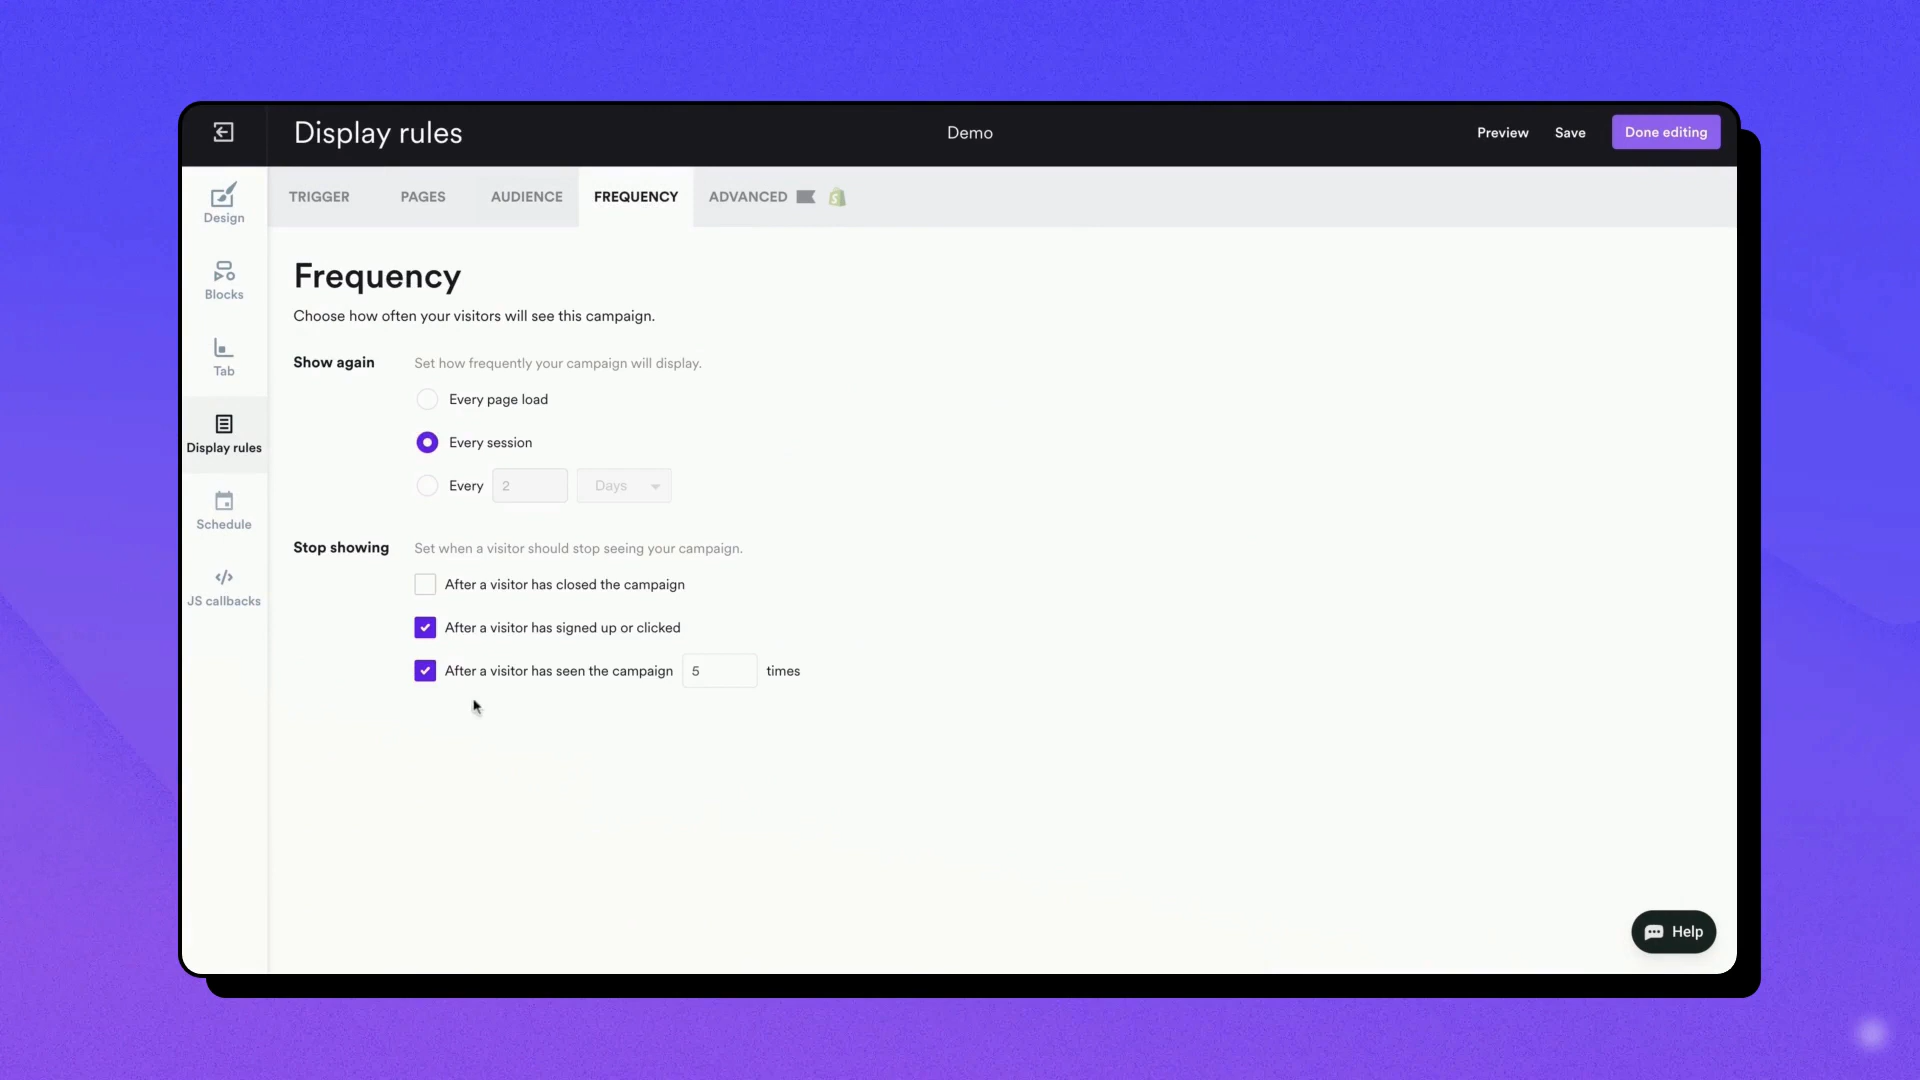 Display rules
Demo
Preview
Save
Done editing
Design
Blocks
Tab
Display rules
Schedule
JS callbacks
TRIGGER
PAGES
AUDIENCE
FREQUENCY
ADVANCED
Frequency
Choose how often your visitors will see this campaign.
Show again
Set how frequently your campaign will display.
Every page load
Every session
Every 2 Days
Stop showing
Set when a visitor should stop seeing your campaign.
After a visitor has closed the campaign
After a visitor has signed up or clicked
After a visitor has seen the campaign 5 times
Help